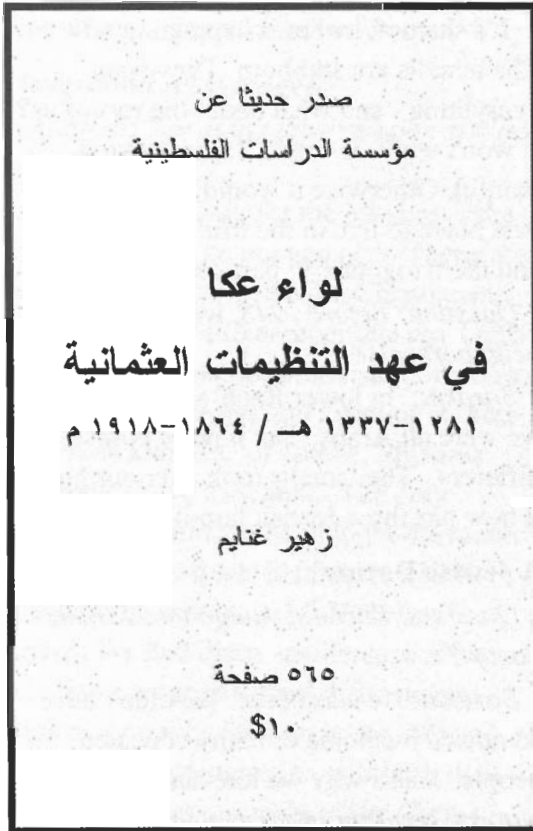 صدر حديثا عن
مؤسسة الدراسات الفلسطينية
لواء عكا
في عهد التنظيمات العثمانية
١٢٨١-١٣٣٧ هــ / ١٨٦٤-١٩١٨ م
زهير غنايم
٥٦٥ صفحة
$١٠